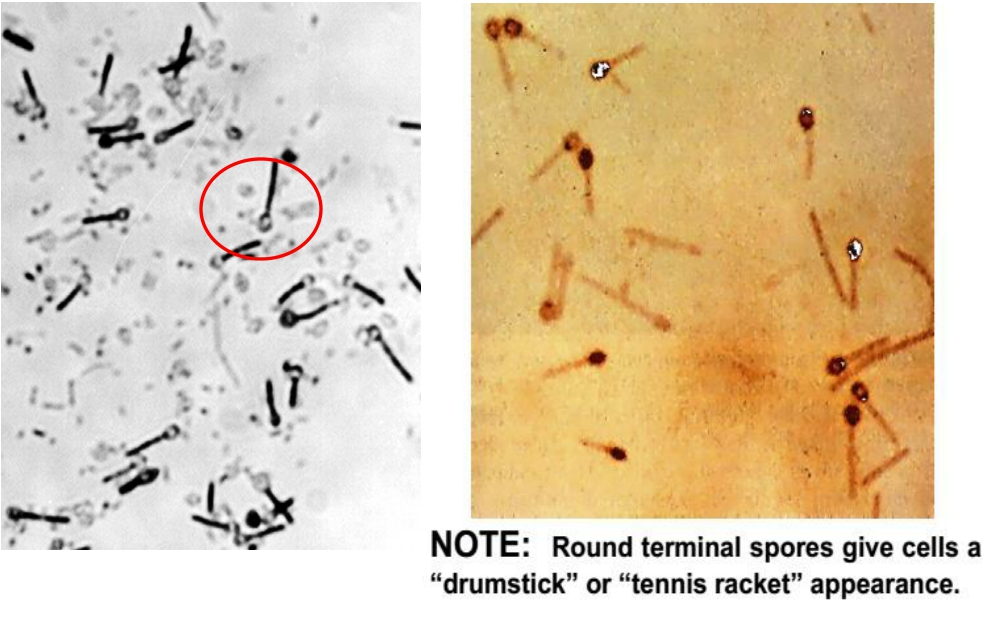 NOTE: Round terminal spores give cells a
“drumstick” or “tennis racket” appearance.